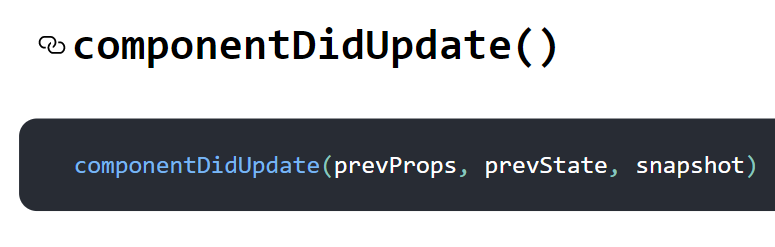 componentDidUpdate()
componentDidUpdate(prevProps, prevState, snapshot)